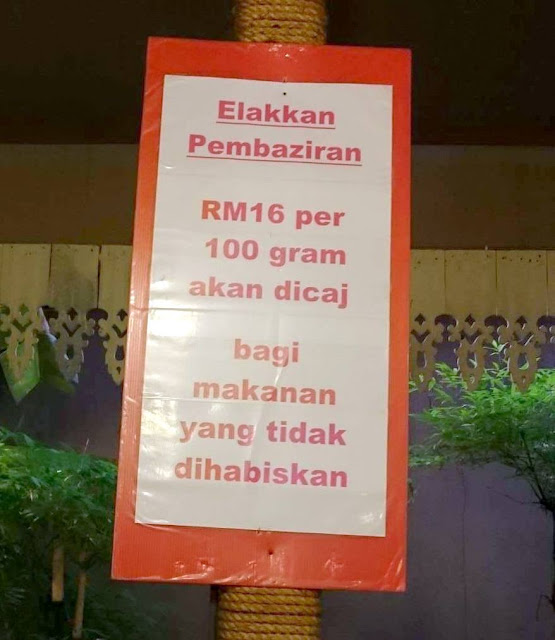 Elakkan
Pembaziran
RM16 per
100 gram
akan dicaj
bagi
makanan
yang tidak
dihabiskan